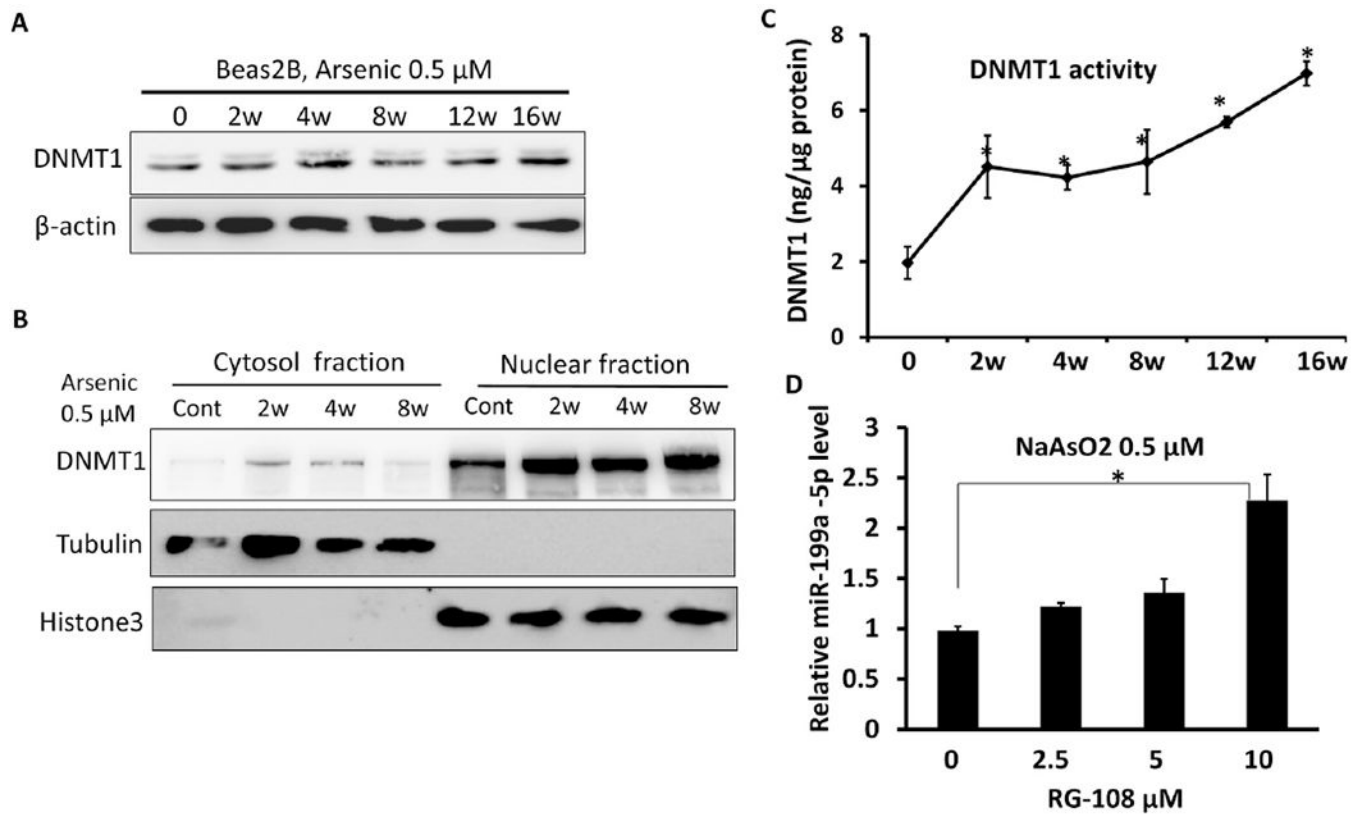 A
Beas2B, Arsenic 0.5 μM
0 2w 4w 8w 12w 16w
DNMT1
β-actin
B
Cytosol fraction Nuclear fraction
Arsenic
0.5 μM
Cont 2w 4w 8w Cont 2w 4w 8w
DNMT1
Tubulin
Histone3
C
DNMT1 activity
DNMT1 (ng/μg protein)
8
6
4
2
0
* * * * *
0 2w 4w 8w 12w 16w
D
NaAsO2 0.5 μM
*
Relative miR-199a -5p level
3
2.5
2
1.5
1
0.5
0
0 2.5 5 10
RG-108 μM